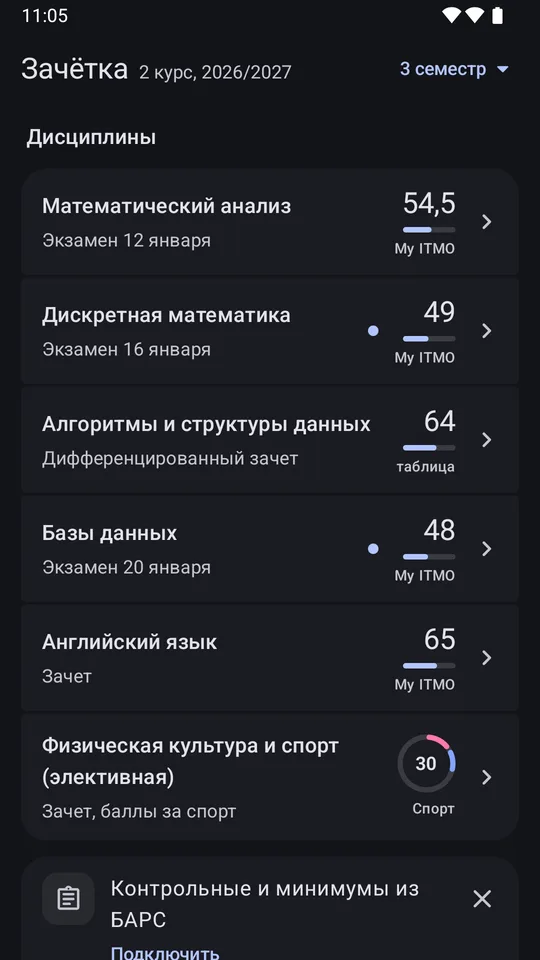 11:05
Зачётка 2 курс, 2026/2027 3 семестр
Дисциплины
Математический анализ 54,5
Экзамен 12 января My ITMO
Дискретная математика 49
Экзамен 16 января My ITMO
Алгоритмы и структуры данных 64
Дифференцированный зачет таблица
Базы данных 48
Экзамен 20 января My ITMO
Английский язык 65
Зачет My ITMO
Физическая культура и спорт
(элективная) 30
Зачет, баллы за спорт Спорт
Контрольные и минимумы из
БАРС
Подключить